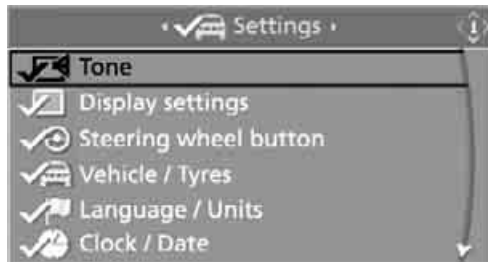 Settings
Tone
Display settings
Steering wheel button
Vehicle / Tyres
Language / Units
Clock / Date